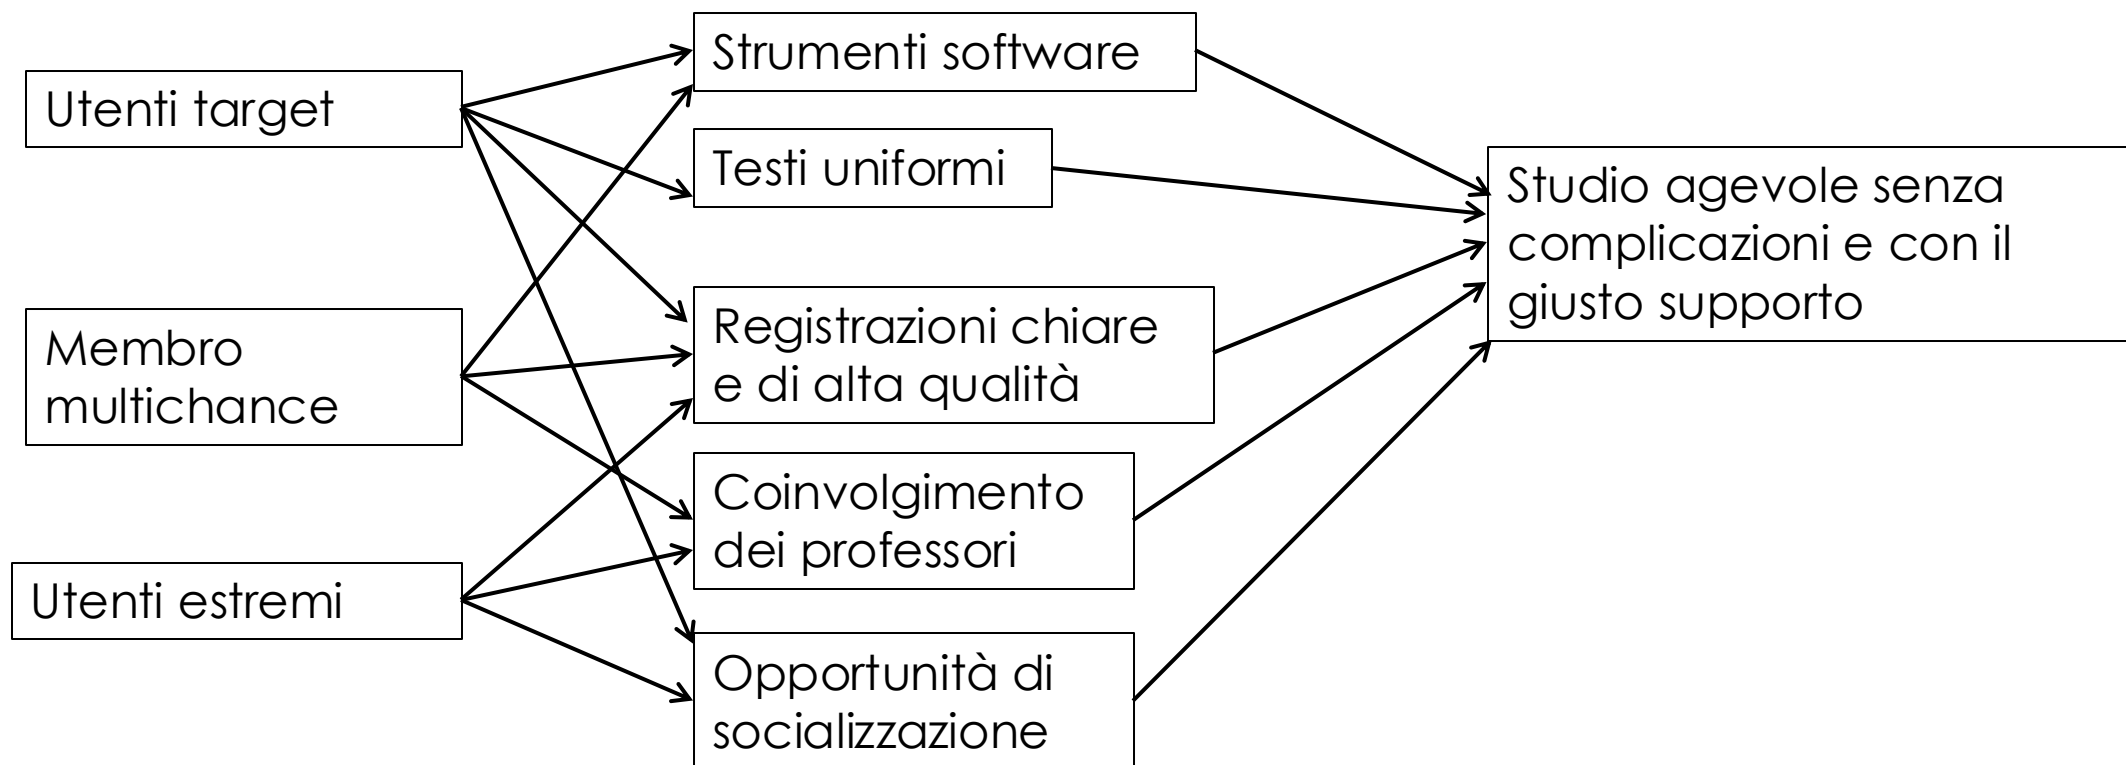 Utenti target
Membro
multichance
Utenti estremi
Strumenti software
Testi uniformi
Registrazioni chiare
e di alta qualità
Coinvolgimento
dei professori
Opportunità di
socializzazione
Studio agevole senza
complicazioni e con il
giusto supporto